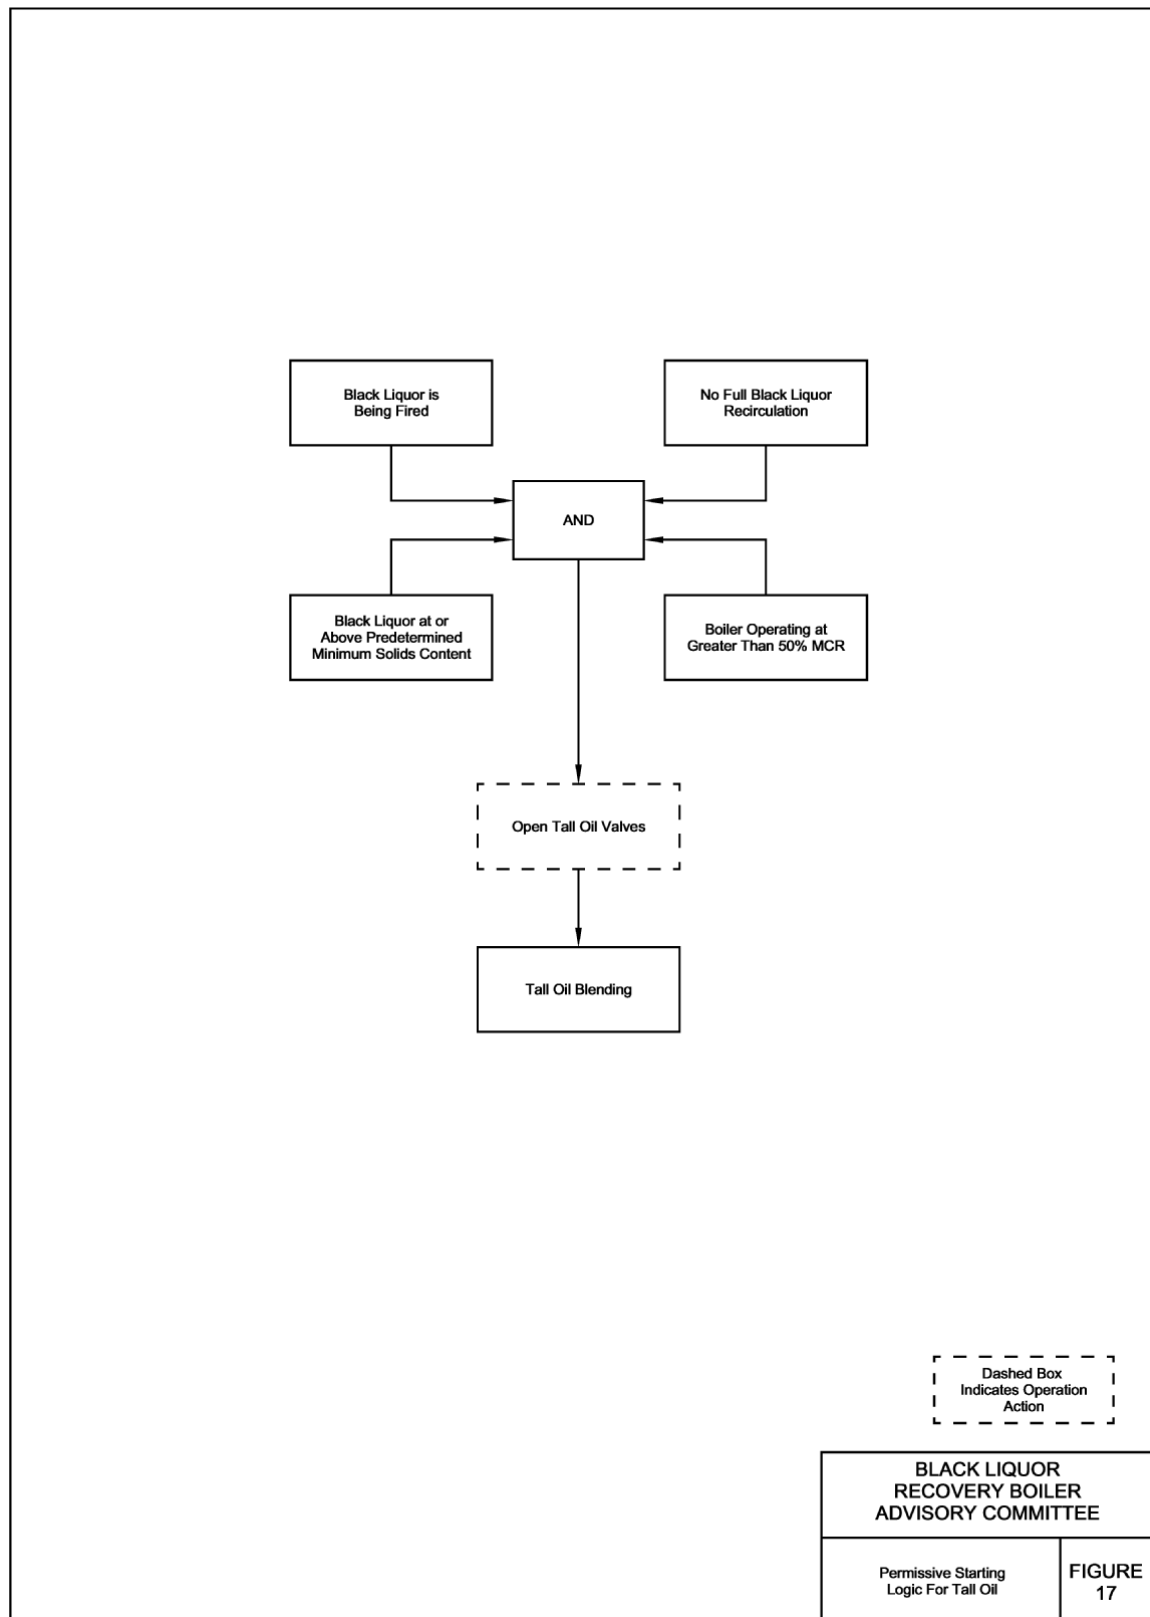 Black Liquor is
Being Fired
No Full Black Liquor
Recirculation
AND
Black Liquor at or
Above Predetermined
Minimum Solids Content
Boiler Operating at
Greater Than 50% MCR
Open Tall Oil Valves
Tall Oil Blending
Dashed Box
Indicates Operation
Action
BLACK LIQUOR
RECOVERY BOILER
ADVISORY COMMITTEE
Permissive Starting
Logic For Tall Oil
FIGURE
17